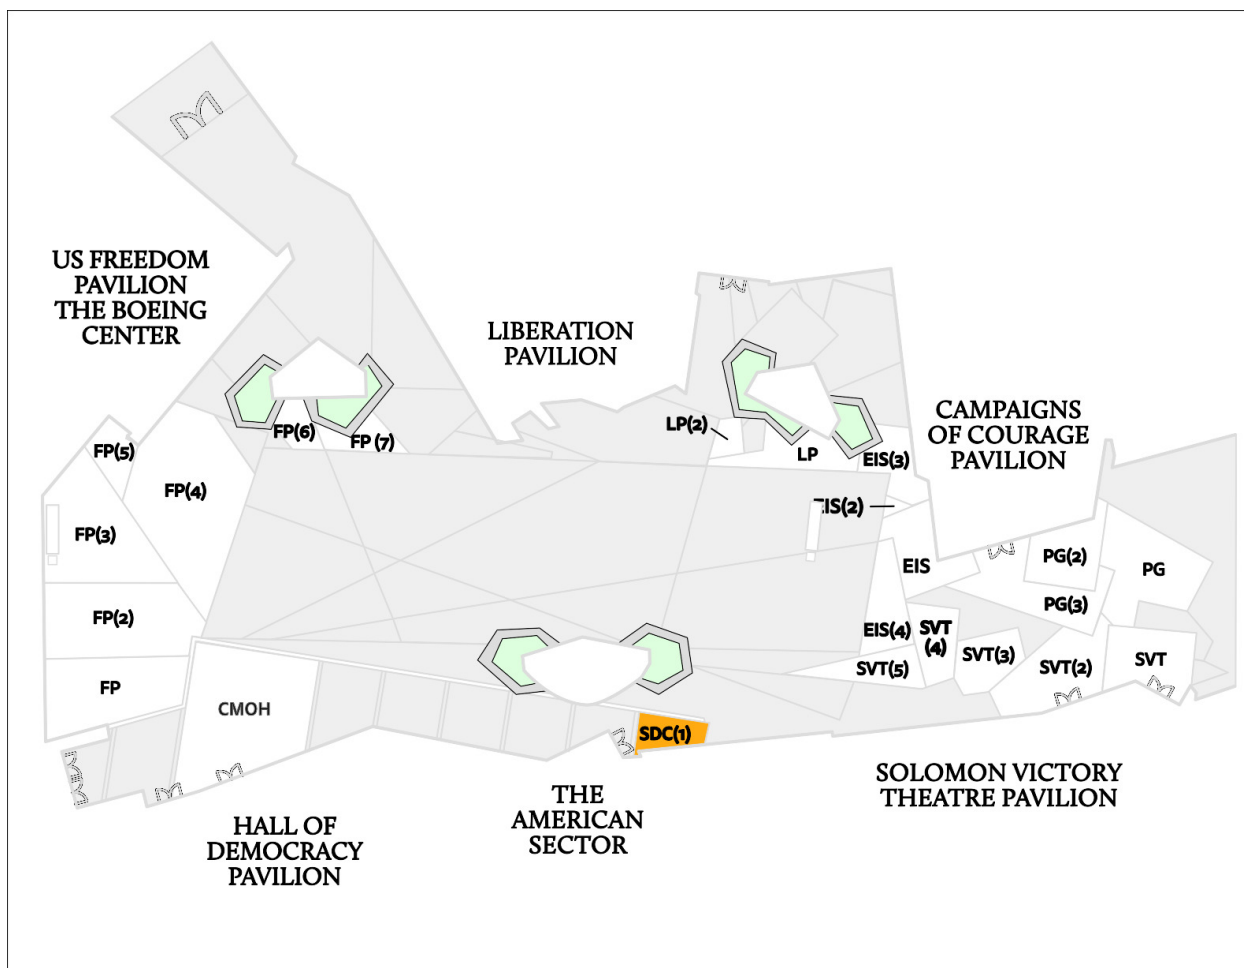 US FREEDOM
PAVILION
THE BOEING
CENTER
LIBERATION
PAVILION
CAMPAIGNS
OF COURAGE
PAVILION
LP(2)
LP
EIS(3)
FP(6)
FP (7)
FP(5)
FP(4)
EIS(2)
FP(3)
EIS
PG(2)
PG
PG(3)
FP(2)
EIS(4)
SVT
(4)
SVT(3)
SVT(5)
SVT(2)
SVT
FP
CMOH
SDC(1)
SOLOMON VICTORY
THEATRE PAVILION
THE
AMERICAN
SECTOR
HALL OF
DEMOCRACY
PAVILION